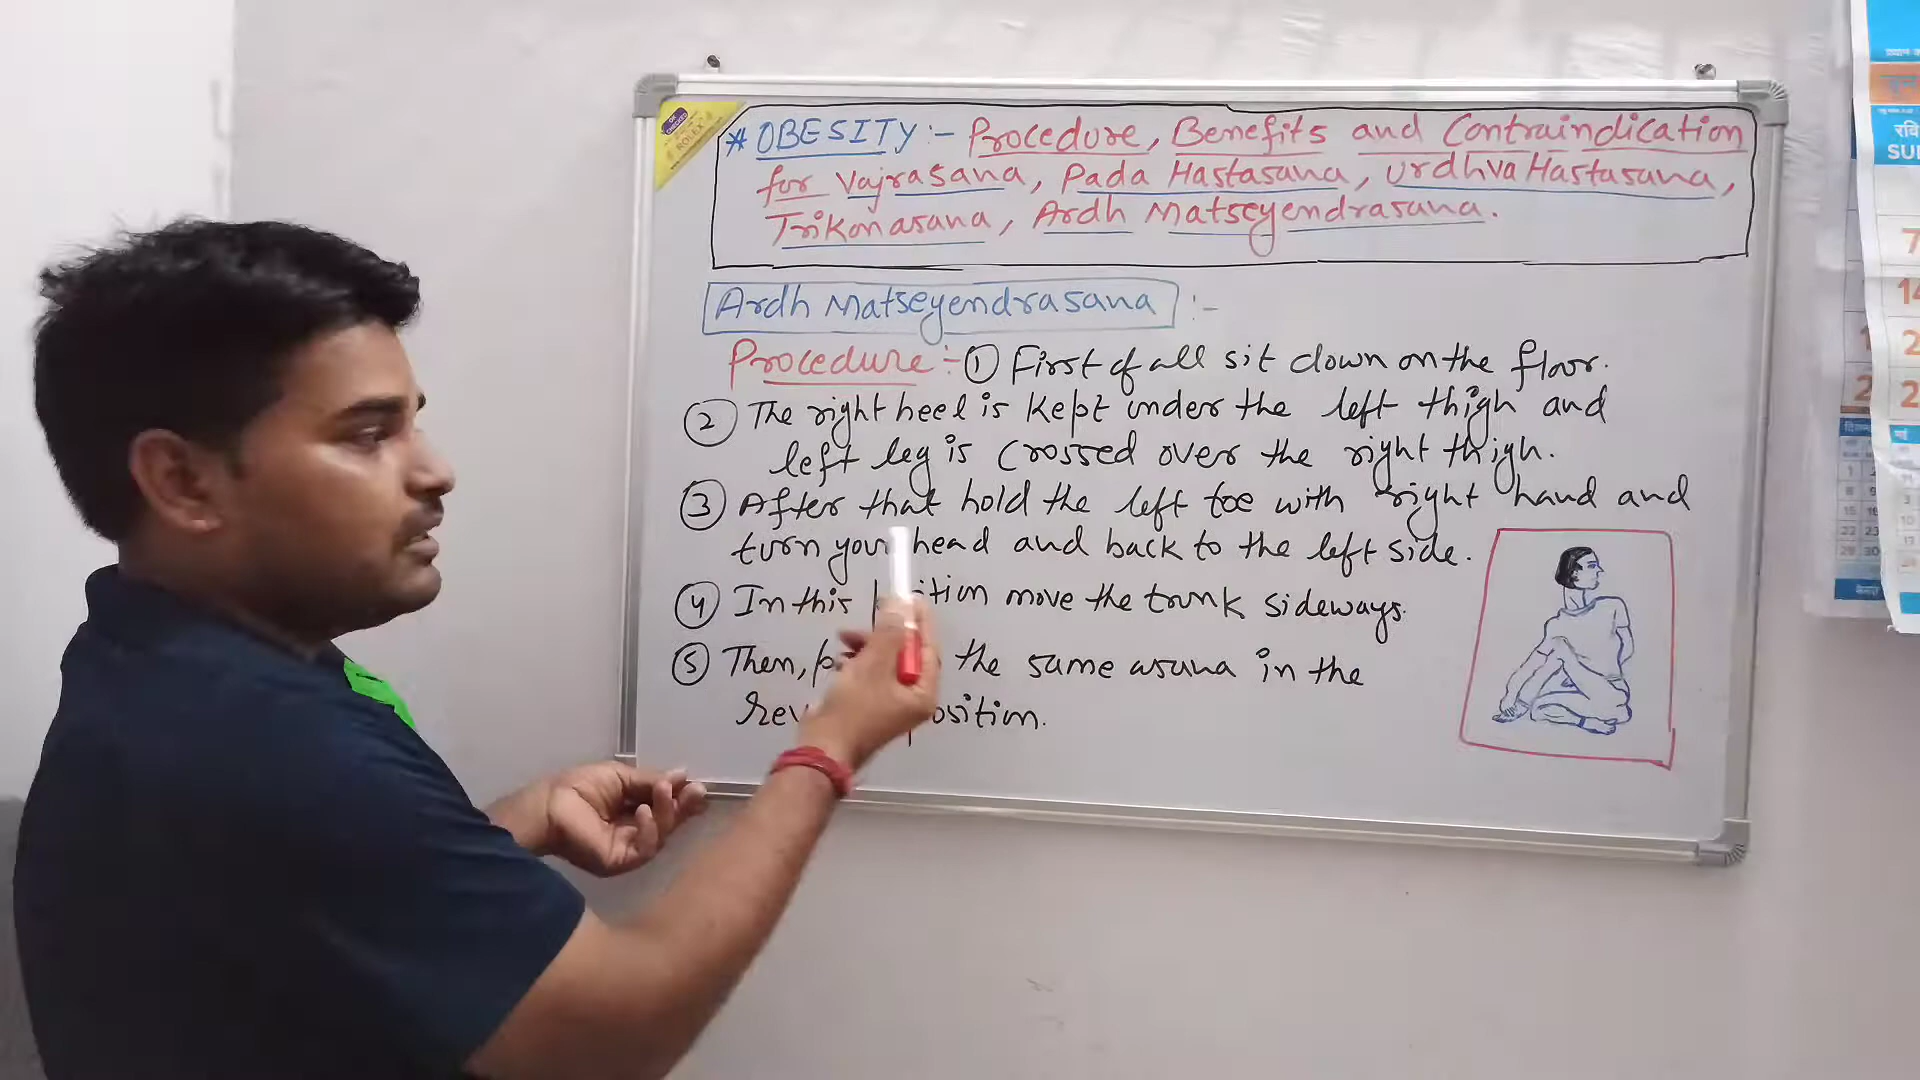 * OBESITY :- Procedure, Benefits and Contraindication
for Vajrasana, Pada Hastasana, Urdhva Hastasana,
Trikonasana, Ardh Matseyendrasana.
Ardh Matseyendrasana :-
Procedure :- ① First of all sit down on the floor.
② The right heel is kept under the left thigh and
left leg is crossed over the right thigh.
③ After that hold the left toe with right hand and
turn your head and back to the left side.
④ In this move the trunk sideways.
⑤ Then, the same asana in the
ROLEX
रवि
SU